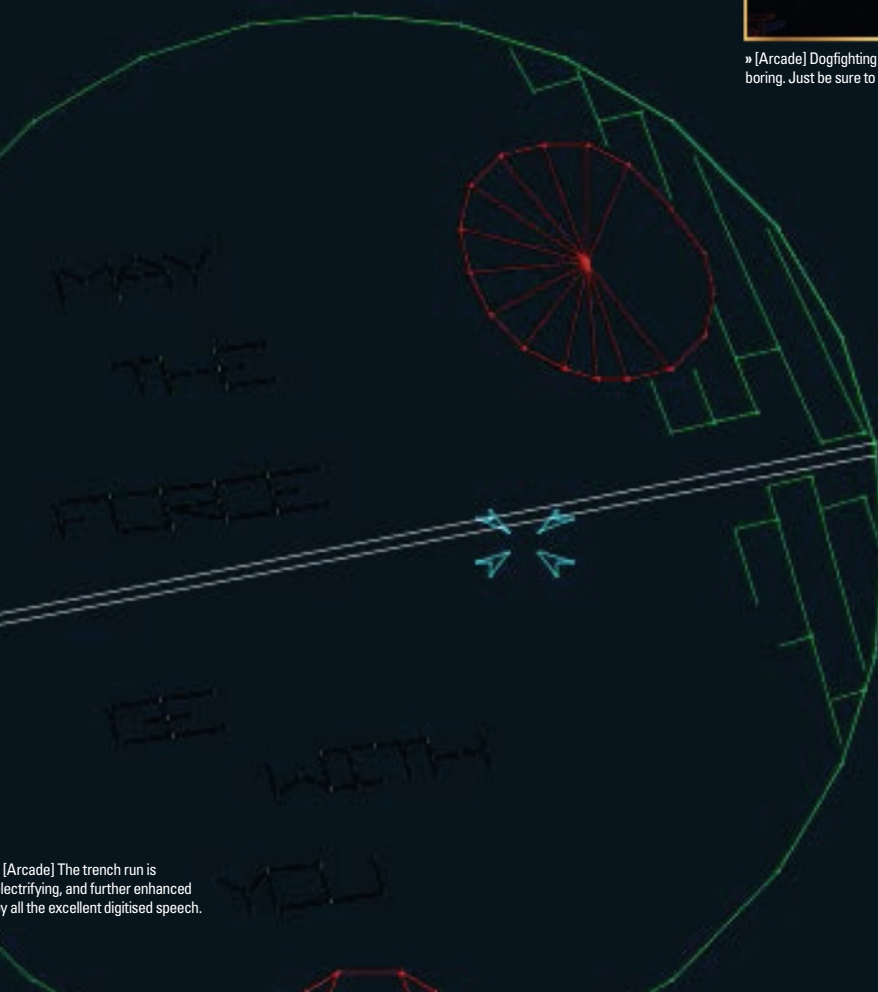 » [Arcade] Dogfighting
boring. Just be sure to
MAY
THE
FORCE
BE
WITH
YOU
[Arcade] The trench run is
lectrifying, and further enhanced
y all the excellent digitised speech.